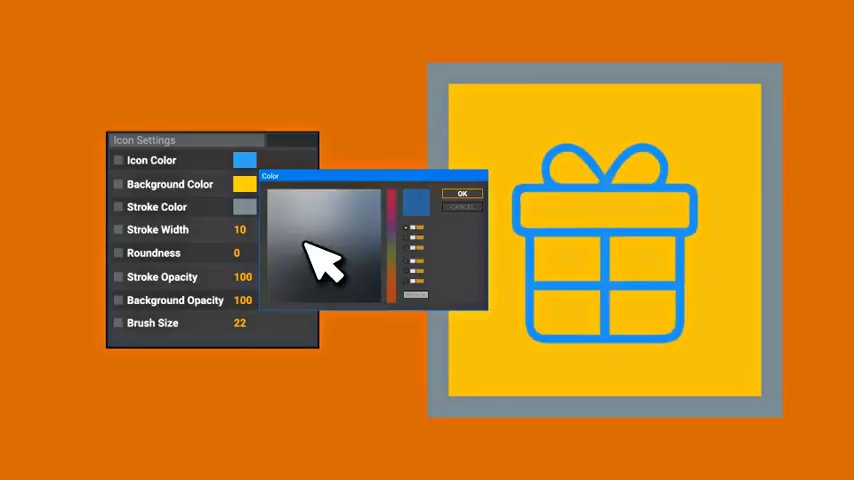 Icon Settings
Icon Color
Background Color
Stroke Color
Stroke Width 10
Roundness 0
Stroke Opacity 100
Background Opacity 100
Brush Size 22
Color
OK
CANCEL